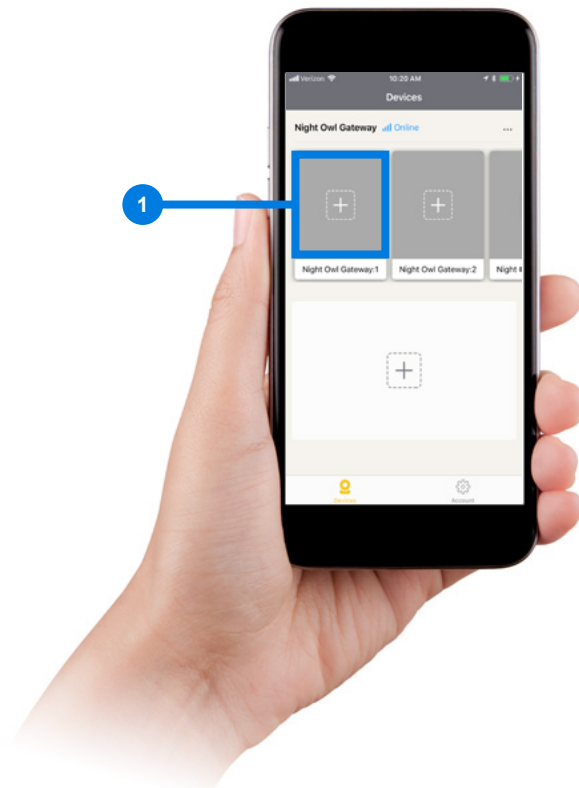 Verizon 10:20 AM
Devices
Night Owl Gateway Online ...
1
Night Owl Gateway:1 Night Owl Gateway:2 Night
Devices Account